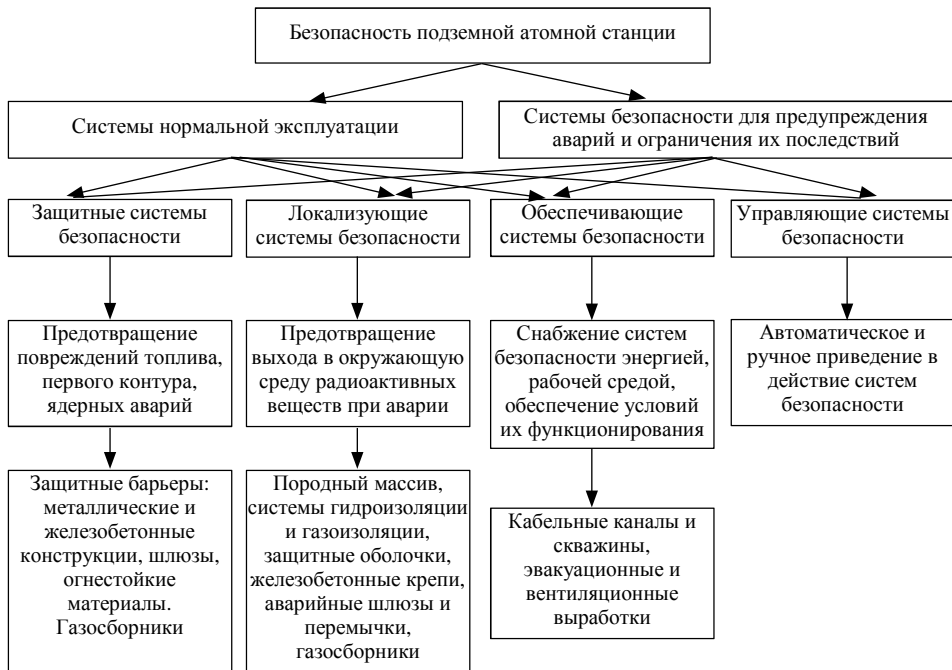 Безопасность подземной атомной станции
Системы нормальной эксплуатации
Системы безопасности для предупреждения
аварий и ограничения их последствий
Защитные системы
безопасности
Локализующие
системы безопасности
Обеспечивающие
системы безопасности
Управляющие системы
безопасности
Предотвращение
повреждений топлива,
первого контура,
ядерных аварий
Предотвращение
выхода в окружающую
среду радиоактивных
веществ при аварии
Снабжение систем
безопасности энергией,
рабочей средой,
обеспечение условий
их функционирования
Автоматическое и
ручное приведение в
действие систем
безопасности
Защитные барьеры:
металлические и
железобетонные
конструкции, шлюзы,
огнестойкие
материалы.
Газосборники
Породный массив,
системы гидроизоляции
и газоизоляции,
защитные оболочки,
железобетонные крепи,
аварийные шлюзы и
перемычки,
газосборники
Кабельные каналы и
скважины,
эвакуационные и
вентиляционные
выработки